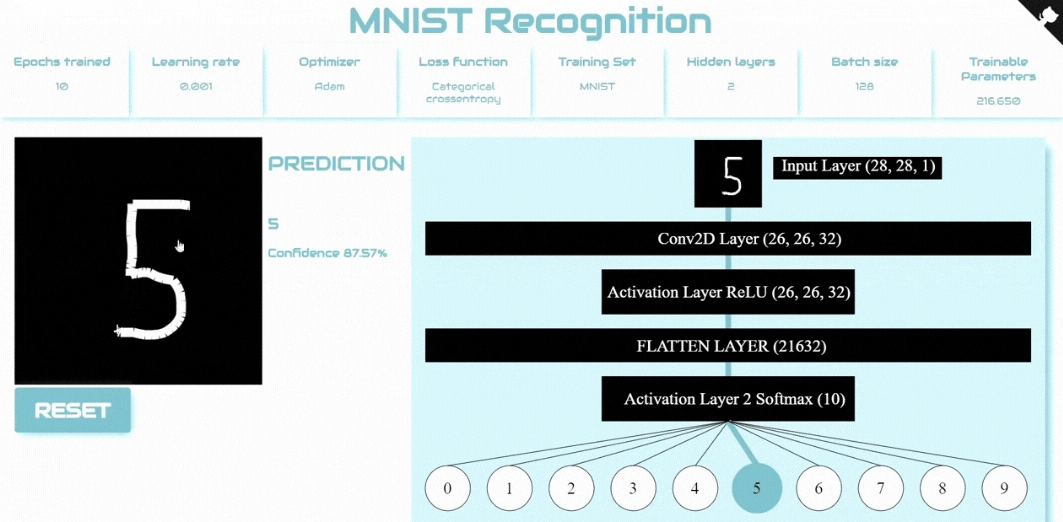 MNIST Recognition
Epochs trained
10
Learning rate
0.001
Optimizer
Adam
Loss function
Categorical
crossentropy
Training Set
MNIST
Hidden layers
2
Batch size
128
Trainable
Parameters
216.650
5
RESET
PREDICTION
5
Confidence 87.57%
5
Input Layer (28, 28, 1)
Conv2D Layer (26, 26, 32)
Activation Layer ReLU (26, 26, 32)
FLATTEN LAYER (21632)
Activation Layer 2 Softmax (10)
0 1 2 3 4 5 6 7 8 9